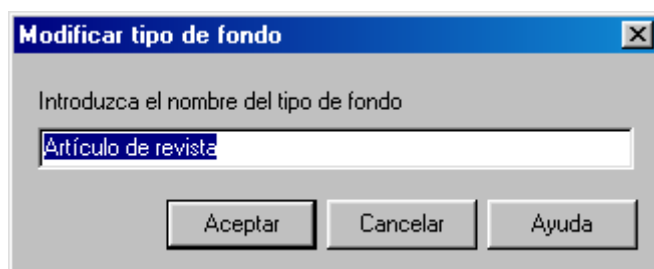 Modificar tipo de fondo
Introduzca el nombre del tipo de fondo
Artículo de revista
Aceptar Cancelar Ayuda